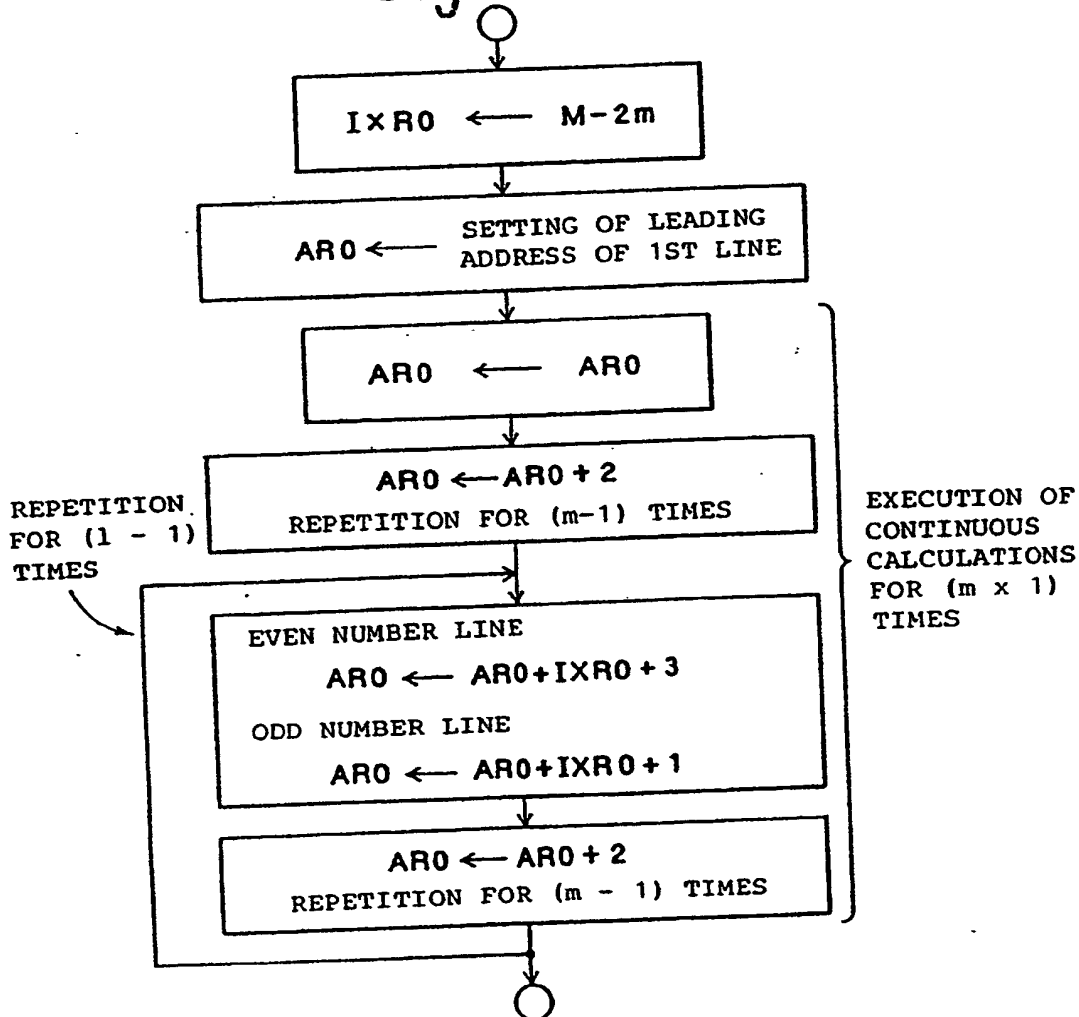 IXR0 ← M-2m
AR0 ← SETTING OF LEADING
ADDRESS OF 1ST LINE
AR0 ← AR0
AR0 ← AR0 + 2
REPETITION FOR (m-1) TIMES
REPETITION
FOR (l - 1)
TIMES
EVEN NUMBER LINE
AR0 ← AR0+IXR0+3
ODD NUMBER LINE
AR0 ← AR0+IXR0+1
AR0 ← AR0+2
REPETITION FOR (m - 1) TIMES
EXECUTION OF
CONTINUOUS
CALCULATIONS
FOR (m x l)
TIMES